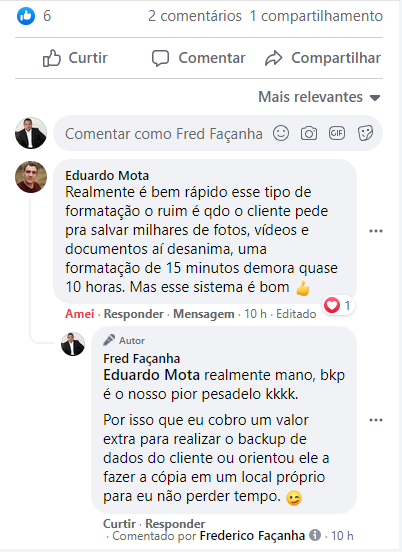 6
2 comentários 1 compartilhamento
Curtir Comentar Compartilhar
Mais relevantes
Comentar como Fred Façanha GIF
Eduardo Mota
Realmente é bem rápido esse tipo de
formatação o ruim é qdo o cliente pede
pra salvar milhares de fotos, vídeos e
documentos aí desanima, uma
formatação de 15 minutos demora quase
10 horas. Mas esse sistema é bom 👍
1
Amei · Responder · Mensagem · 10 h · Editado
Autor
Fred Façanha
Eduardo Mota realmente mano, bkp
é o nosso pior pesadelo kkkk.
Por isso que eu cobro um valor
extra para realizar o backup de
dados do cliente ou orientou ele a
fazer a cópia em um local próprio
para eu não perder tempo. 😉
Curtir · Responder
· Comentado por Frederico Façanha · 10 h